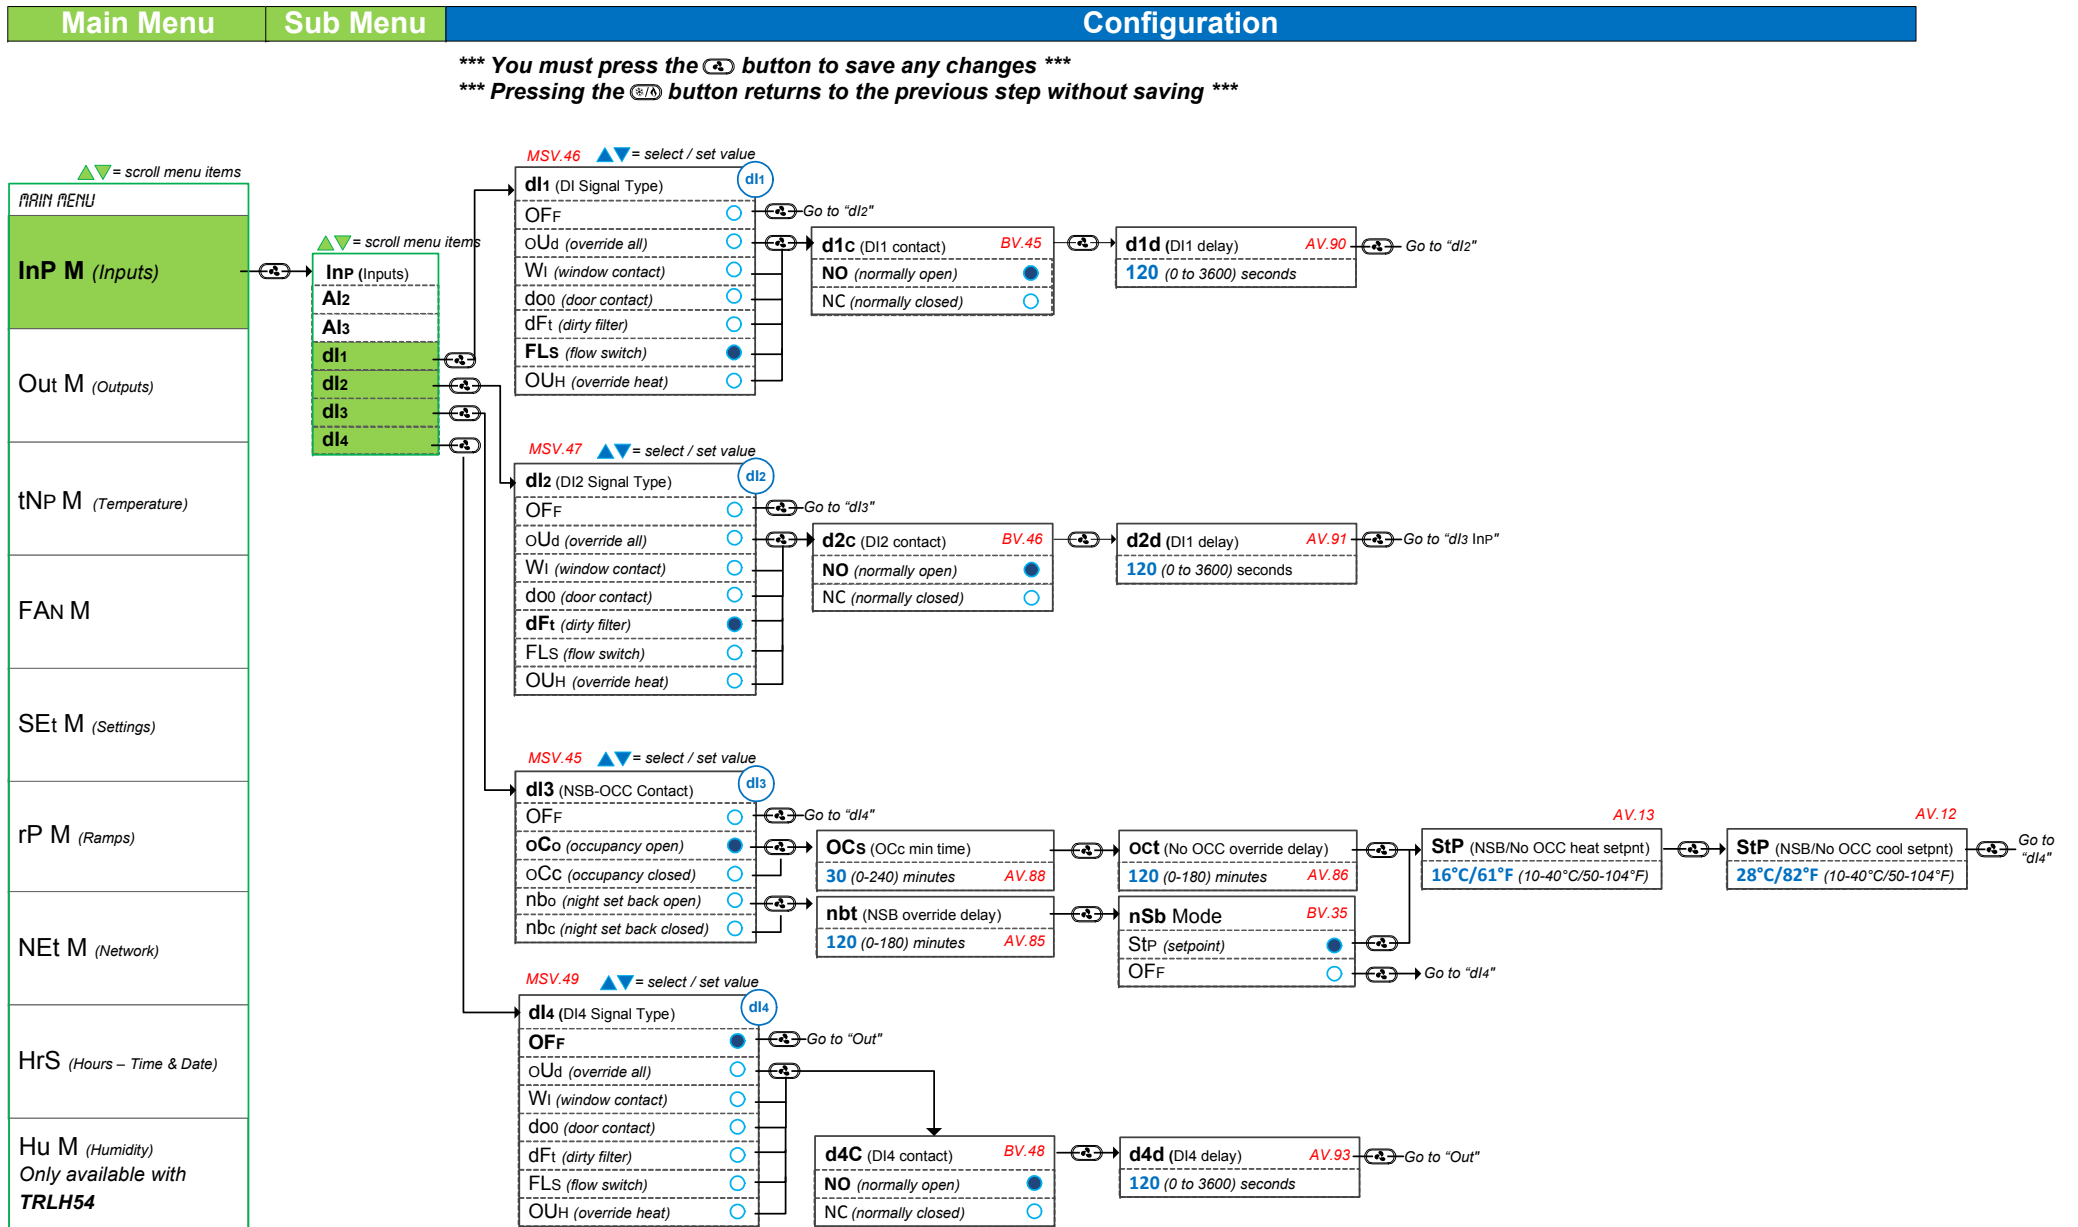 Main Menu Sub Menu Configuration
*** You must press the button to save any changes ***
*** Pressing the button returns to the previous step without saving ***
= scroll menu items
MAIN MENU
InP M (Inputs)
Out M (Outputs)
tNP M (Temperature)
FAN M
SEt M (Settings)
rP M (Ramps)
NEt M (Network)
HrS (Hours – Time & Date)
Hu M (Humidity)
Only available with
TRLH54
= scroll menu items
InP (Inputs)
AI2
AI3
dI1
dI2
dI3
dI4
MSV.46 = select / set value
dI1 (DI Signal Type) dI1
OFF Go to “dI2"
oUd (override all)
WI (window contact)
doo (door contact)
dFt (dirty filter)
FLs (flow switch)
OUH (override heat)
d1c (DI1 contact) BV.45
NO (normally open)
NC (normally closed)
d1d (DI1 delay) AV.90 Go to “dI2"
120 (0 to 3600) seconds
MSV.47 = select / set value
dI2 (DI2 Signal Type) dI2
OFF Go to “dI3"
oUd (override all)
WI (window contact)
doo (door contact)
dFt (dirty filter)
FLs (flow switch)
OUH (override heat)
d2c (DI2 contact) BV.46
NO (normally open)
NC (normally closed)
d2d (DI1 delay) AV.91 Go to “dI3 InP"
120 (0 to 3600) seconds
MSV.45 = select / set value
dI3 (NSB-OCC Contact) dI3
OFF Go to “dI4"
oCo (occupancy open)
oCc (occupancy closed)
nbo (night set back open)
nbc (night set back closed)
OCs (OCc min time)
30 (0-240) minutes AV.88
oct (No OCC override delay)
120 (0-180) minutes AV.86
AV.13
StP (NSB/No OCC heat setpnt)
16°C/61°F (10-40°C/50-104°F)
AV.12
StP (NSB/No OCC cool setpnt)
28°C/82°F (10-40°C/50-104°F)
Go to
“dI4"
nbt (NSB override delay)
120 (0-180) minutes AV.85
nSb Mode BV.35
StP (setpoint)
OFF Go to “dI4"
MSV.49 = select / set value
dI4 (DI4 Signal Type) dI4
OFF Go to “Out"
oUd (override all)
WI (window contact)
doo (door contact)
dFt (dirty filter)
FLs (flow switch)
OUH (override heat)
d4C (DI4 contact) BV.48
NO (normally open)
NC (normally closed)
d4d (DI4 delay) AV.93 Go to “Out"
120 (0 to 3600) seconds